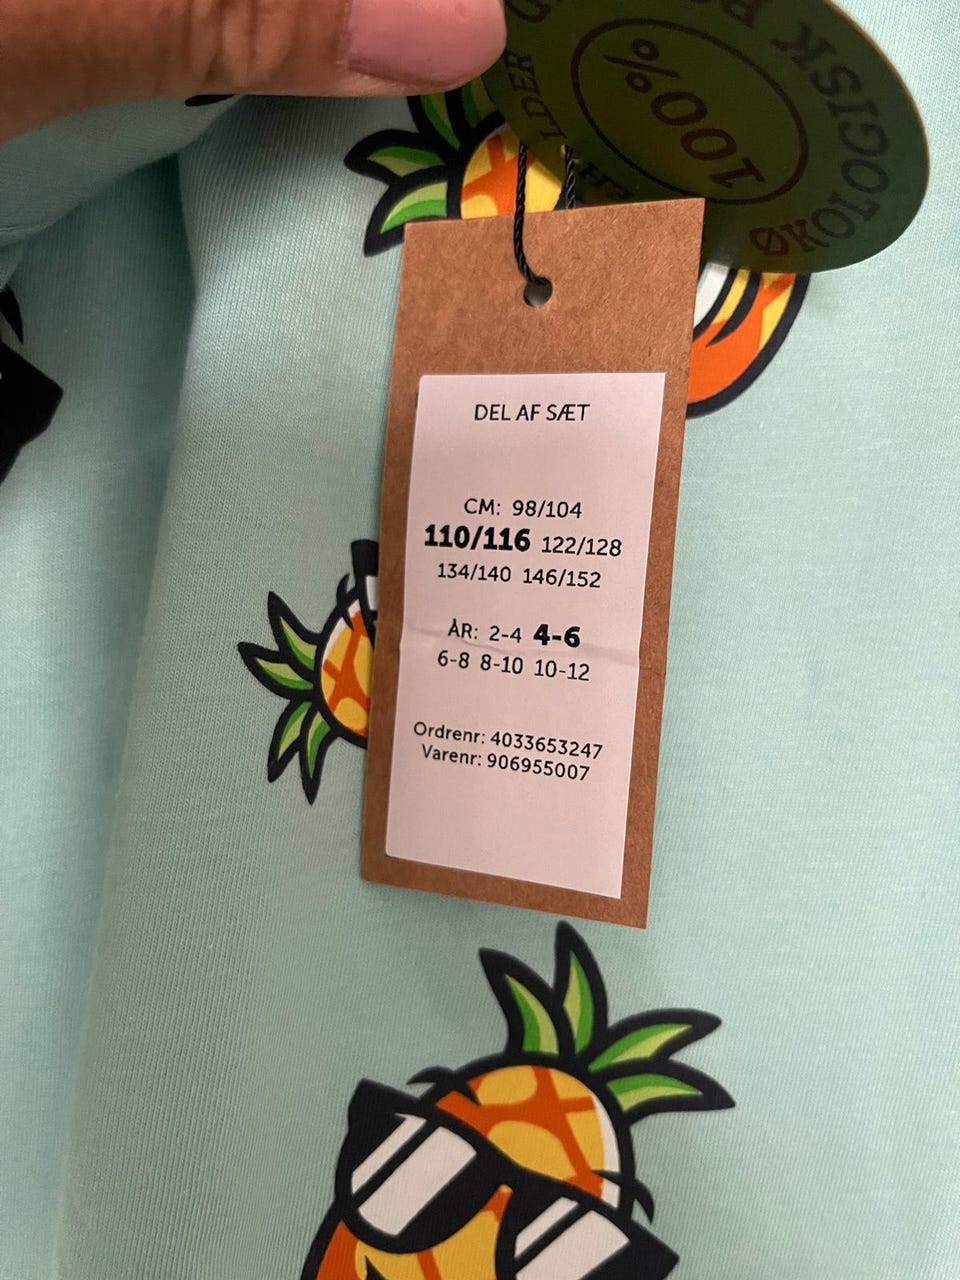 100%
ØKOLOGISK
DEL AF SÆT
CM: 98/104
110/116 122/128
134/140 146/152
ÅR: 2-4 4-6
6-8 8-10 10-12
Ordrenr: 4033653247
Varenr: 906955007